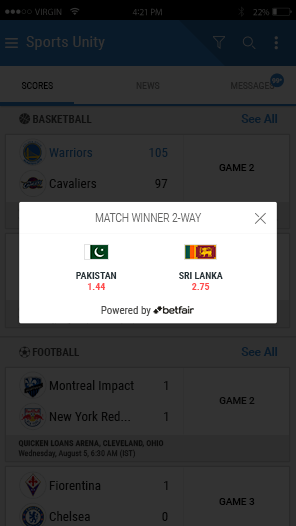 VIRGIN 4:21 PM 22%
Sports Unity
SCORES NEWS MESSAGES
BASKETBALL See All
Warriors 105
GAME 2
Cavaliers 97
MATCH WINNER 2-WAY
PAKISTAN SRI LANKA
1.44 2.75
Powered by betfair
FOOTBALL See All
Montreal Impact 1
GAME 2
New York Red... 1
QUICKEN LOANS ARENA, CLEVELAND, OHIO
Wednesday, August 5, 6:30 AM (IST)
Fiorentina 1
GAME 3
Chelsea 0